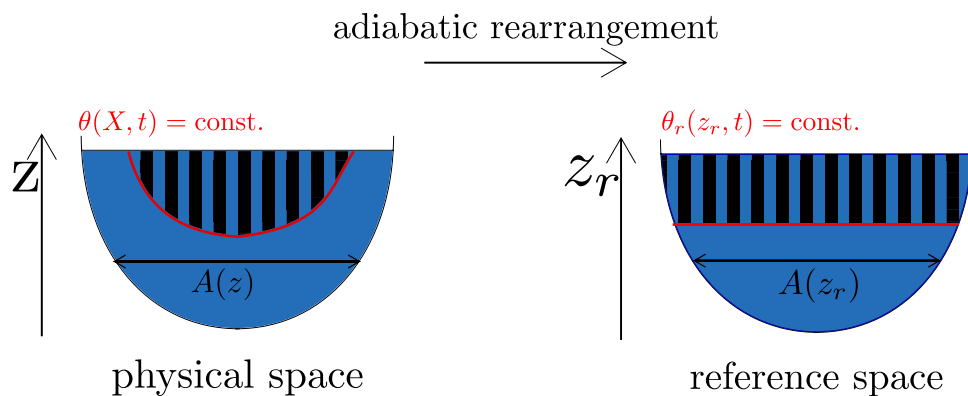 adiabatic rearrangement
θ(X, t) = const.
θ_r(z_r, t) = const.
z
z_r
A(z)
A(z_r)
physical space
reference space